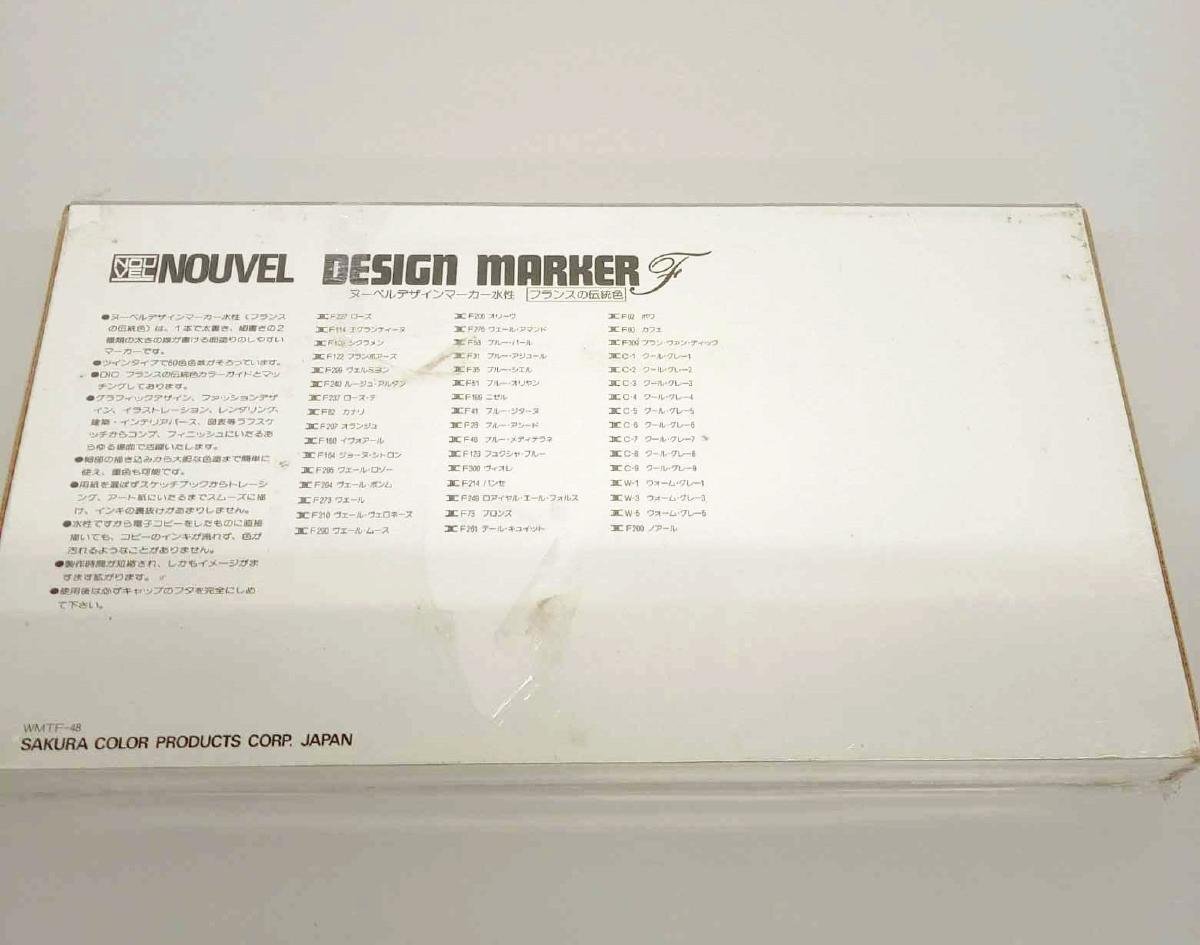 NOUVEL NOUVEL DESIGN MARKER F
ヌーベルデザインマーカー水性 フランスの伝統色
●ヌーベルデザインマーカー水性(フランス
の伝統色)は、1本で太書き、細書きの2
種類の太さの線が書ける面塗りのしやすい
マーカーです。
●ツインタイプで60色色数がそろっています。
●DIC フランスの伝統色カラーガイドとマッ
チングしております。
●グラフィックデザイン、ファッションデザ
イン、イラストレーション、レンダリング、
建築・インテリアパース、図表等ラフスケ
ッチからコンプ、フィニッシュにいたるあ
らゆる場面で活躍いたします。
●細部の描き込みから大胆な色塗まで簡単に
使え、重色も可能です。
●用紙を選ばずスケッチブックからトレーシ
ング、アート紙にいたるまでスムーズに描
け、インキの裏抜けがあまりしません。
●水性ですから電子コピーをしたものに直接
描いても、コピーのインキが流れず、色が
汚れるようなことがありません。
●製作時間が短縮され、しかもイメージがま
すます拡がります。
●使用後は必ずキャップのフタを完全にしめ
て下さい。
ローズ
F114 エグランティーヌ
シクラメン
F122 フランボアーズ
F299 ヴェルミヨン
F240 ルージュ・アルダン
F237 ローズ・テ
F82 カナリ
F207 オランジュ
F160 イヴォアール
F164 ジョーヌ・シトロン
F295 ヴェール・ロゾー
F284 ヴェール・ポンム
F273 ヴェール
F310 ヴェール・ヴェロネーズ
F290 ヴェール・ムース
F206 オリーヴ
F276 ヴェール・アマンド
ブルー・パール
F31 ブルー・アジュール
F35 ブルー・シエル
F51 ブルー・オリヤン
F199 ニゼル
F41 ブルー・ジターヌ
F29 ブルー・アシード
F46 ブルー・メディテラネ
F123 フュクシャ・ブルー
F300 ヴィオレ
F214 パンセ
F248 ロアイヤル・エール・フォルス
F73 ブロンズ
F261 テール・キュイット
F62 ボワ
F80 カフェ
F309 ブラン・ヴァンティック
C-1 クール・グレー1
C-2 クール・グレー2
C-3 クール・グレー3
C-4 クール・グレー4
C-5 クール・グレー5
C-6 クール・グレー6
C-7 クール・グレー7
C-8 クール・グレー8
C-9 クール・グレー9
W-1 ウォーム・グレー1
W-3 ウォーム・グレー3
W-5 ウォーム・グレー5
F200 ノアール
WMTF-48
SAKURA COLOR PRODUCTS CORP. JAPAN